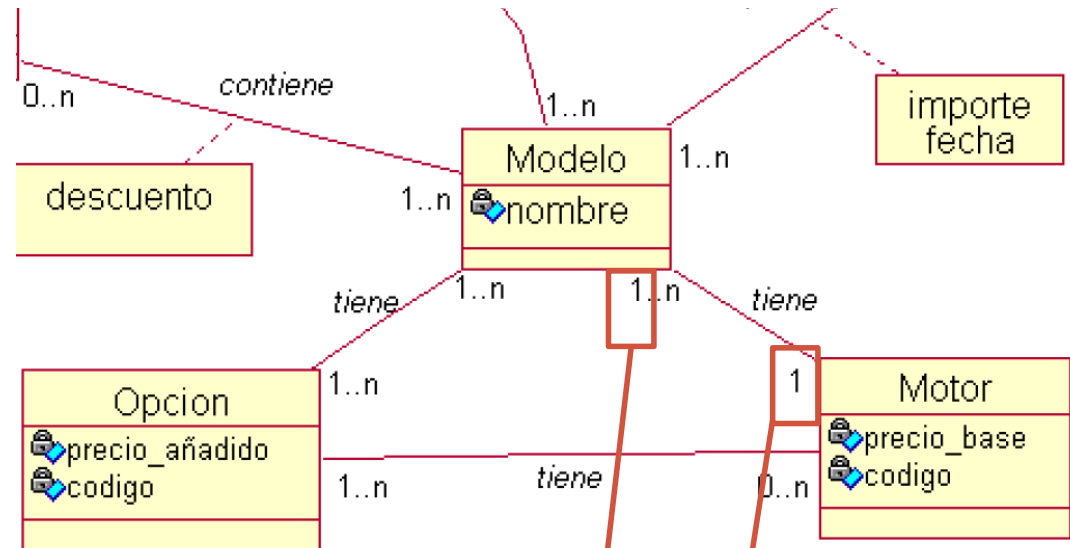 0..n
contiene
1..n
importe
fecha
Modelo
1..n
descuento
1..n
nombre
1..n
1..n
tiene
tiene
Opcion
1..n
1
Motor
precio_añadido
precio_base
codigo
1..n
tiene
0..n
codigo